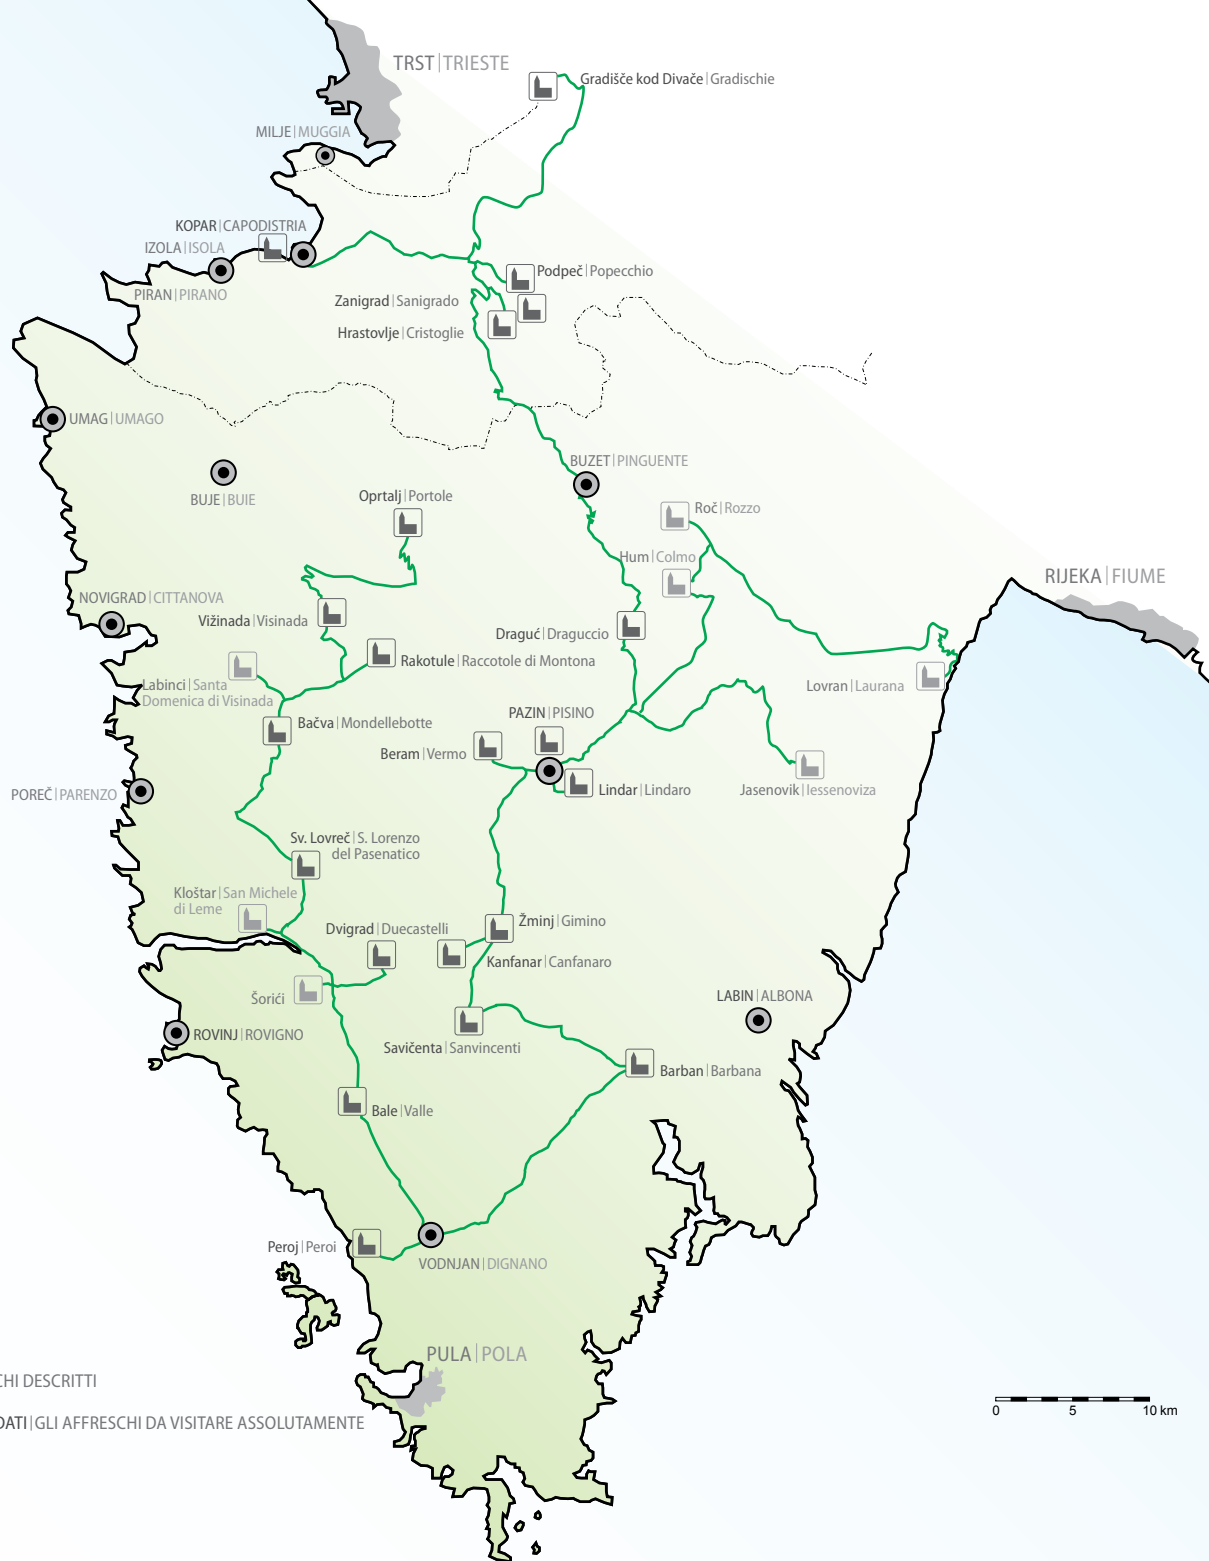 TRST|TRIESTE
Gradišče kod Divače|Gradischie
MILJE|MUGGIA
KOPAR|CAPODISTRIA
IZOLA|ISOLA
PIRAN|PIRANO
Podpeč|Popecchio
Zanigrad|Sanigrado
Hrastovlje|Cristoglie
UMAG|UMAGO
BUZET|PINGUENTE
BUJE|BUIE
Oprtalj|Portole
Roč|Rozzo
Hum|Colmo
RIJEKA|FIUME
NOVIGRAD|CITTANOVA
Vižinada|Visinada
Draguć|Draguccio
Rakotule|Raccotole di Montona
Labinci|Santa
Domenica di Visinada
Lovran|Laurana
Bačva|Mondellebotte
PAZIN|PISINO
Beram|Vermo
Lindar|Lindaro
Jasenovik|Iessenoviza
POREČ|PARENZO
Sv. Lovreč|S. Lorenzo
del Pasenatico
Kloštar|San Michele
di Leme
Dvigrad|Duecastelli
Žminj|Gimino
Kanfanar|Canfanaro
Šorići
LABIN|ALBONA
ROVINJ|ROVIGNO
Savičenta|Sanvincenti
Barban|Barbana
Bale|Valle
Peroj|Peroi
VODNJAN|DIGNANO
PULA|POLA
CHI DESCRITTI
DATI|GLI AFFRESCHI DA VISITARE ASSOLUTAMENTE
0 5 10 km